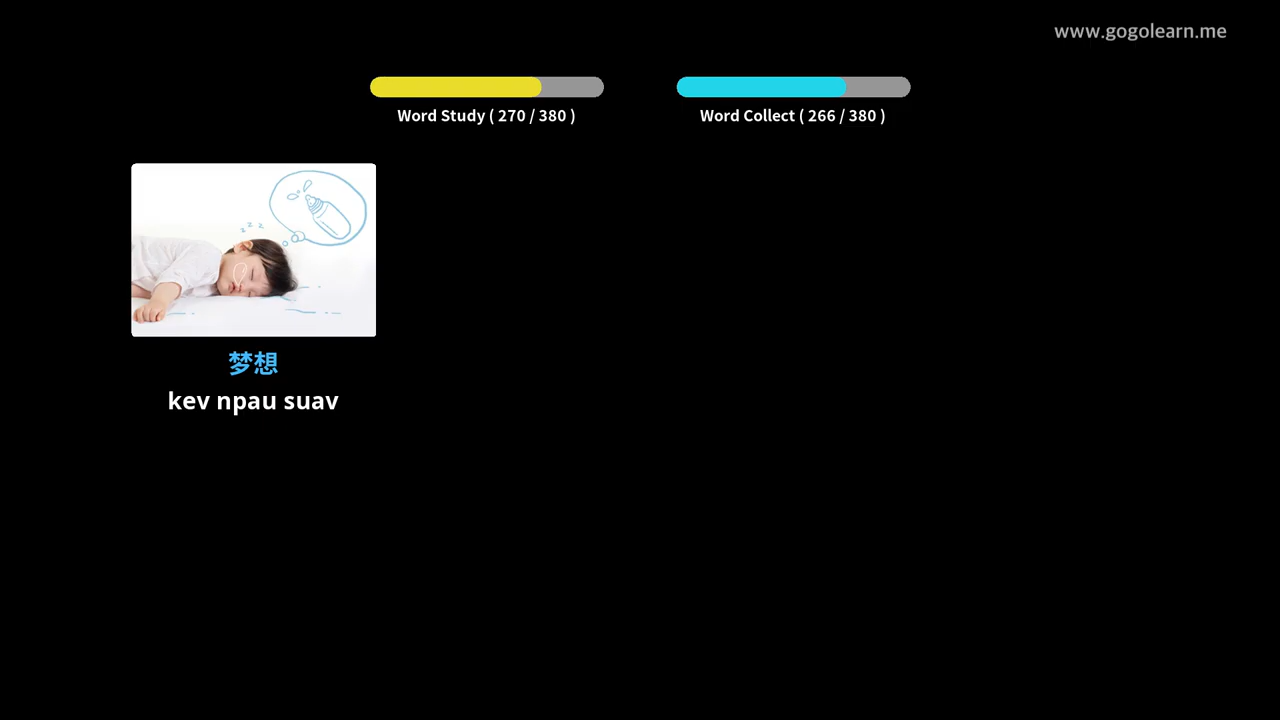 www.gogolearn.me
Word Study ( 270 / 380 )
Word Collect ( 266 / 380 )
z z z
梦想
kev npau suav